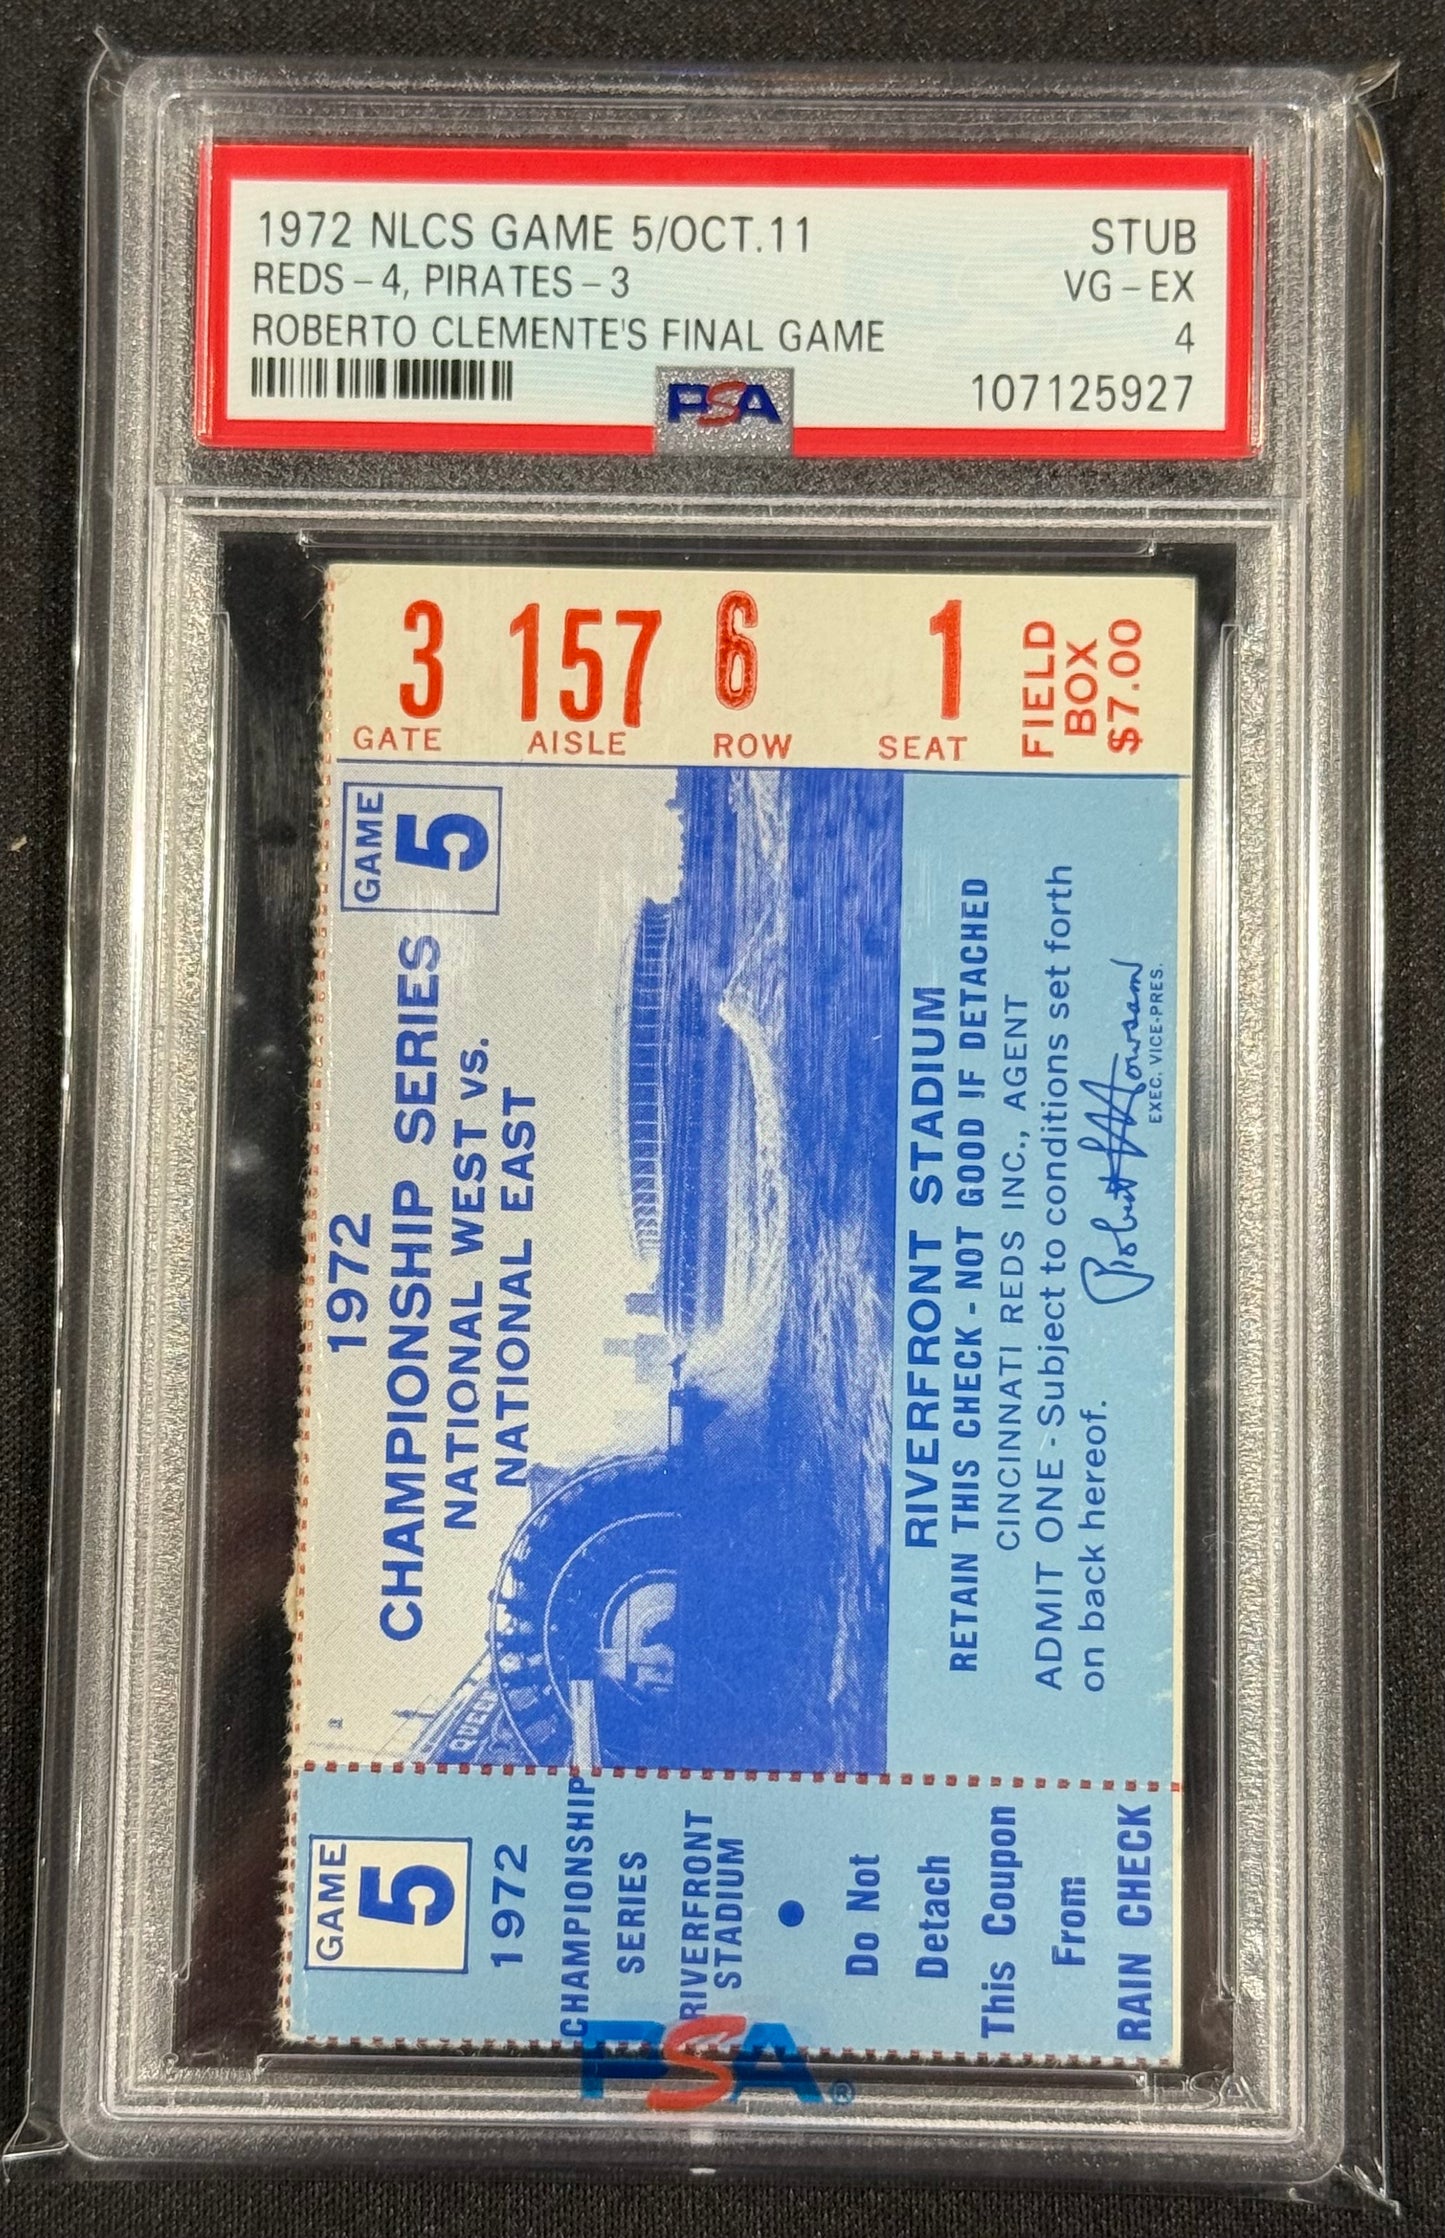 1972 NLCS GAME 5/OCT.11 STUB
REDS-4, PIRATES-3 VG-EX
ROBERTO CLEMENTE'S FINAL GAME 4
PSA 107125927
3 157 6 1
GATE AISLE ROW SEAT
FIELD
BOX
$7.00
GAME
5
1972
CHAMPIONSHIP SERIES
NATIONAL WEST vs.
NATIONAL EAST
RIVERFRONT STADIUM
RETAIN THIS CHECK - NOT GOOD IF DETACHED
CINCINNATI REDS INC., AGENT
ADMIT ONE - Subject to conditions set forth
on back hereof.
Robert L Howsam
EXEC. VICE-PRES.
GAME
5
1972
CHAMPIONSHIP
SERIES
RIVERFRONT
STADIUM
Do Not
Detach
This Coupon
From
RAIN CHECK
PSA®
PSA